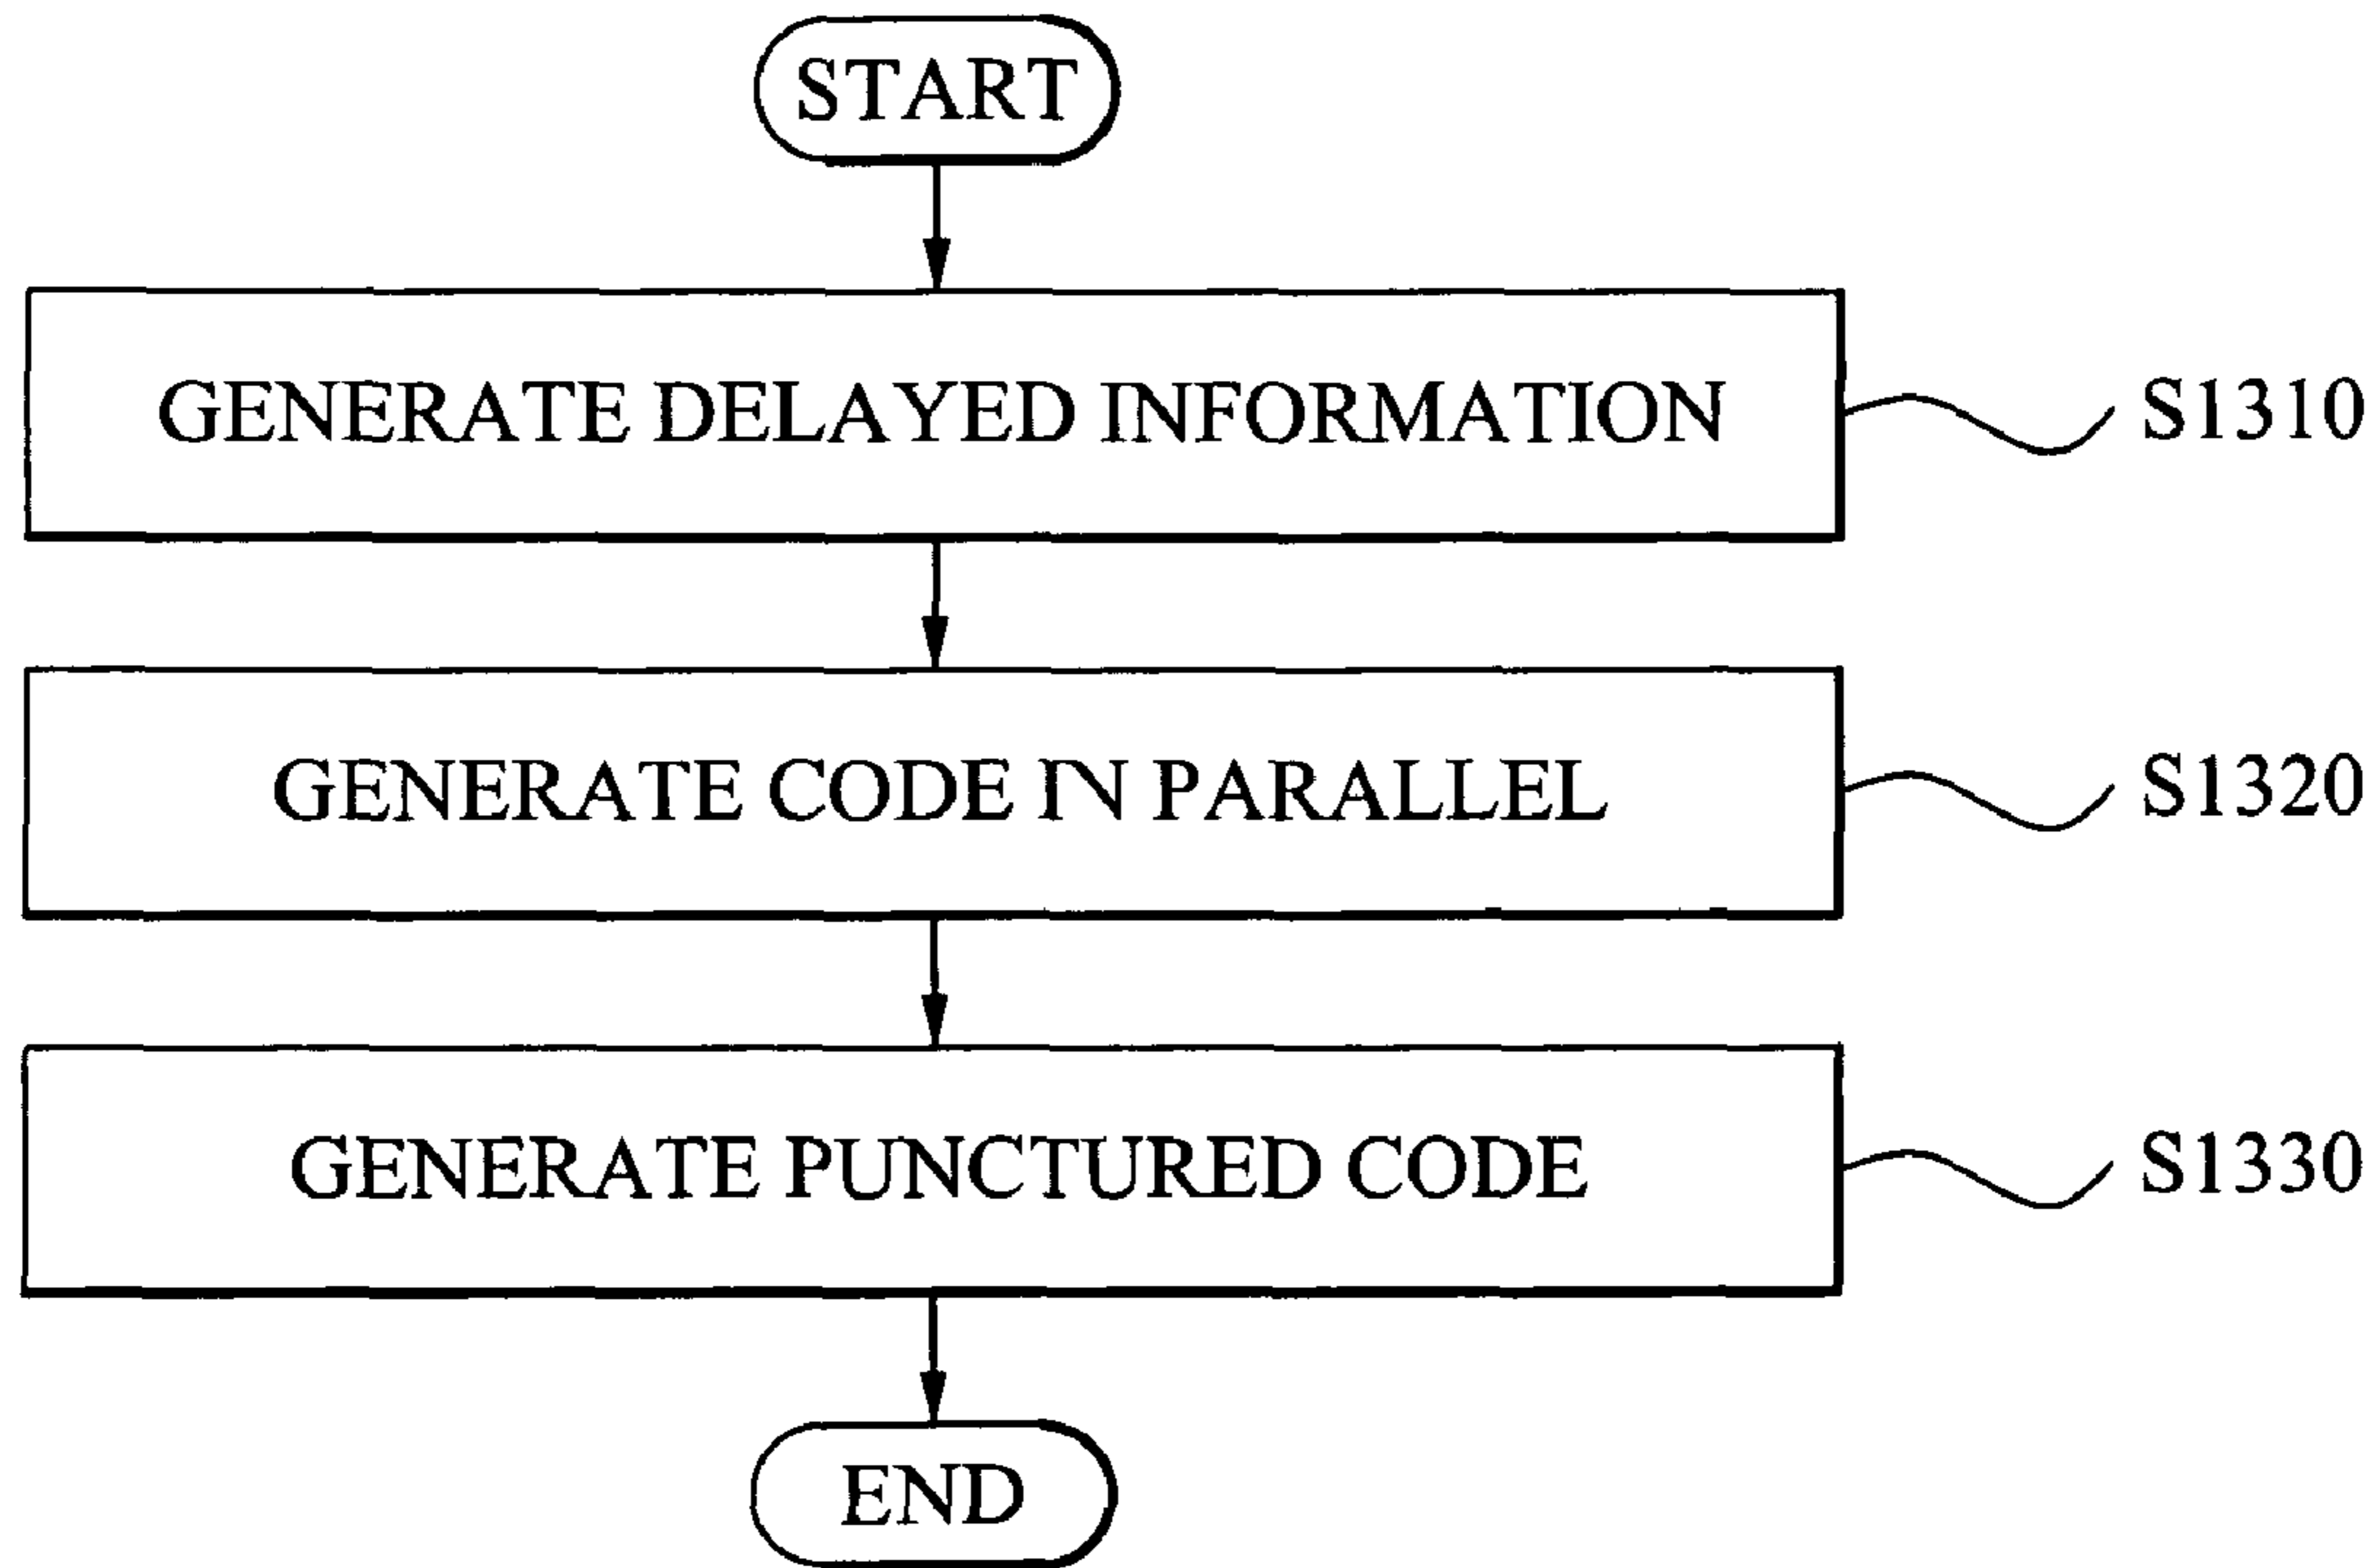 START
GENERATE DELAYED INFORMATION
S1310
GENERATE CODE IN PARALLEL
S1320
GENERATE PUNCTURED CODE
S1330
END